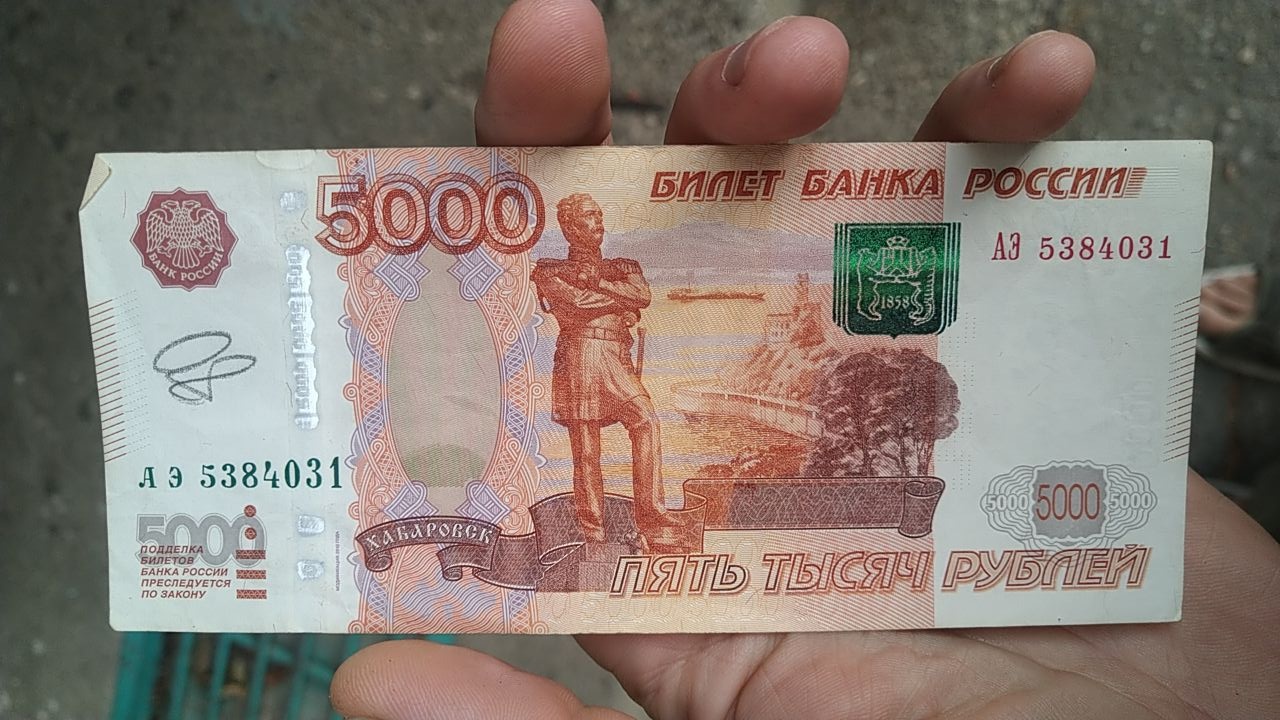 БИЛЕТ БАНКА РОССИИ
5000
АЭ 5384031
БАНК РОССИИ
1858
АЭ 5384031
5000
5000 5000 5000
ПОДДЕЛКА
БИЛЕТОВ
БАНКА РОССИИ
ПРЕСЛЕДУЕТСЯ
ПО ЗАКОНУ
ХАБАРОВСК
ПЯТЬ ТЫСЯЧ РУБЛЕЙ